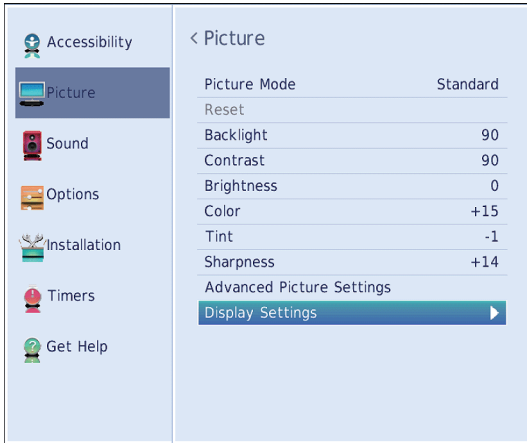 Accessibility
Picture
Sound
Options
Installation
Timers
Get Help
< Picture
Picture Mode Standard
Reset
Backlight 90
Contrast 90
Brightness 0
Color +15
Tint -1
Sharpness +14
Advanced Picture Settings
Display Settings